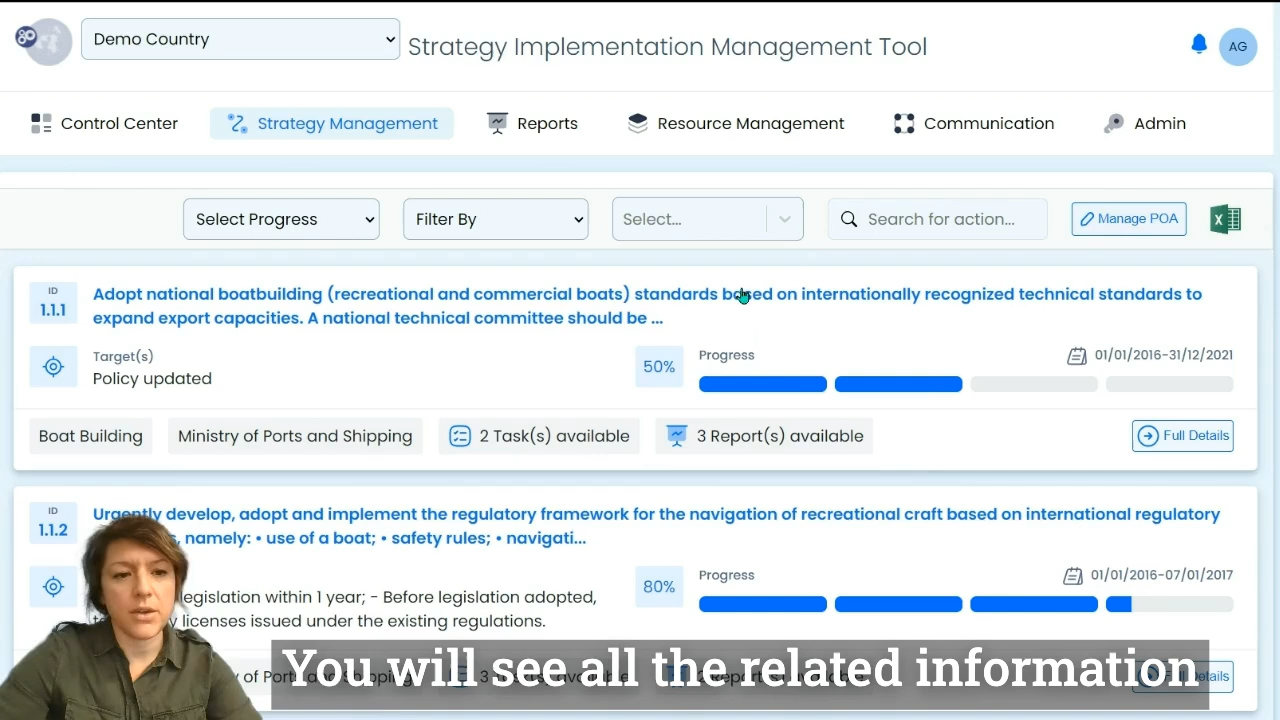 Demo Country
Strategy Implementation Management Tool
AG
Control Center
Strategy Management
Reports
Resource Management
Communication
Admin
Select Progress
Filter By
Select...
Search for action...
Manage POA
ID
1.1.1
Adopt national boatbuilding (recreational and commercial boats) standards based on internationally recognized technical standards to
expand export capacities. A national technical committee should be ...
Target(s)
Policy updated
50%
Progress
01/01/2016-31/12/2021
Boat Building
Ministry of Ports and Shipping
2 Task(s) available
3 Report(s) available
Full Details
ID
1.1.2
Urgently develop, adopt and implement the regulatory framework for the navigation of recreational craft based on international regulatory
namely: • use of a boat; • safety rules; • navigati...
egislation within 1 year; - Before legislation adopted,
licenses issued under the existing regulations.
80%
Progress
01/01/2016-07/01/2017
You will see all the related information